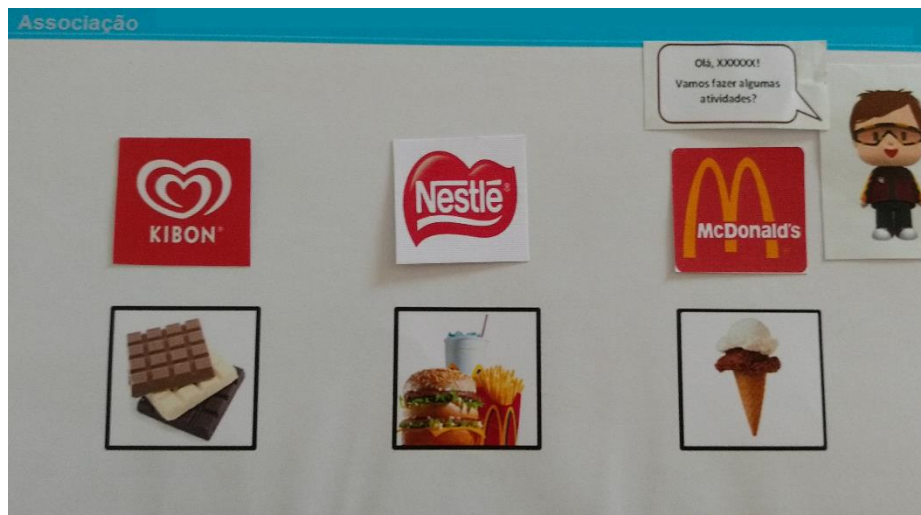 Associação
Olá, XXXXXX!
Vamos fazer algumas
atividades?
KIBON®
Nestlé®
McDonald's